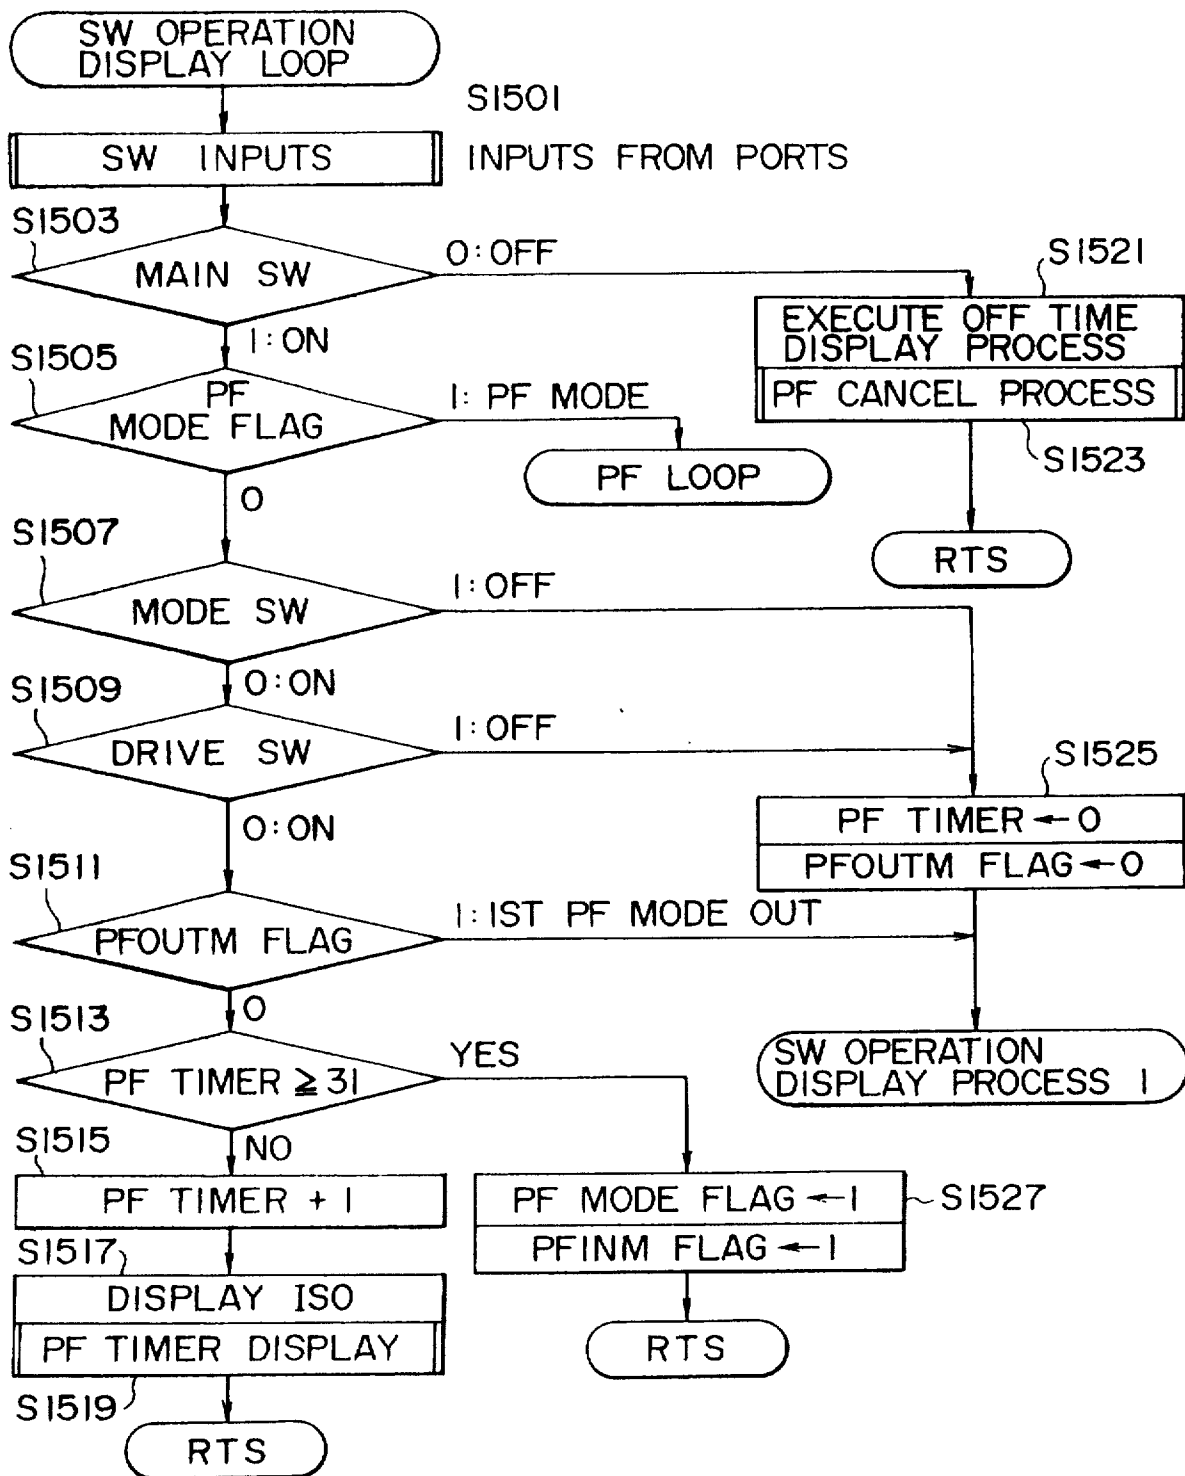 SW OPERATION
DISPLAY LOOP
S1501
SW INPUTS
INPUTS FROM PORTS
S1503
MAIN SW
0:OFF
1:ON
S1521
EXECUTE OFF TIME
DISPLAY PROCESS
PF CANCEL PROCESS
S1523
RTS
S1505
PF
MODE FLAG
1: PF MODE
PF LOOP
0
S1507
MODE SW
1:OFF
0:ON
S1509
DRIVE SW
1:OFF
0:ON
S1525
PF TIMER ← 0
PFOUTM FLAG ← 0
S1511
PFOUTM FLAG
1:1ST PF MODE OUT
0
SW OPERATION
DISPLAY PROCESS 1
S1513
PF TIMER ≧ 31
YES
NO
S1515
PF TIMER + 1
PF MODE FLAG ← 1
S1527
PFINM FLAG ← 1
RTS
S1517
DISPLAY ISO
PF TIMER DISPLAY
S1519
RTS